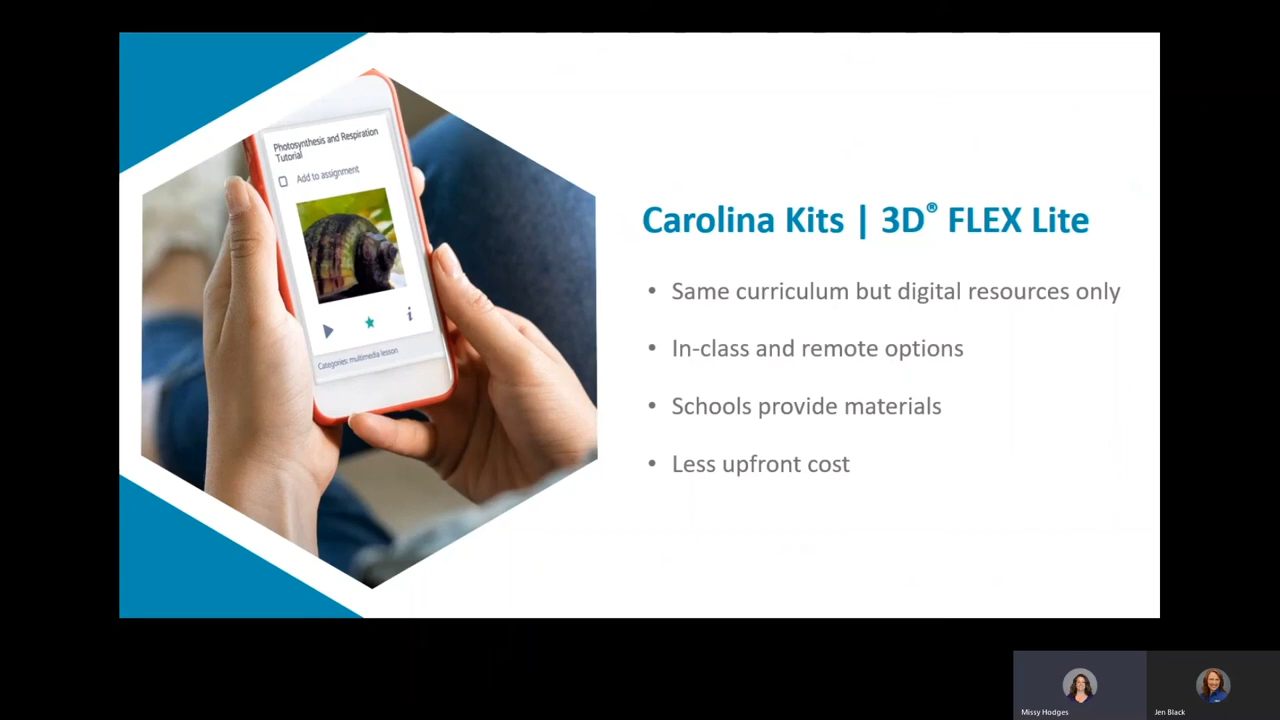 Photosynthesis and Respiration
Tutorial
Add to assignment
i
Categories: multimedia lesson
Carolina Kits | 3D® FLEX Lite
• Same curriculum but digital resources only
• In-class and remote options
• Schools provide materials
• Less upfront cost
Missy Hodges
Jen Black